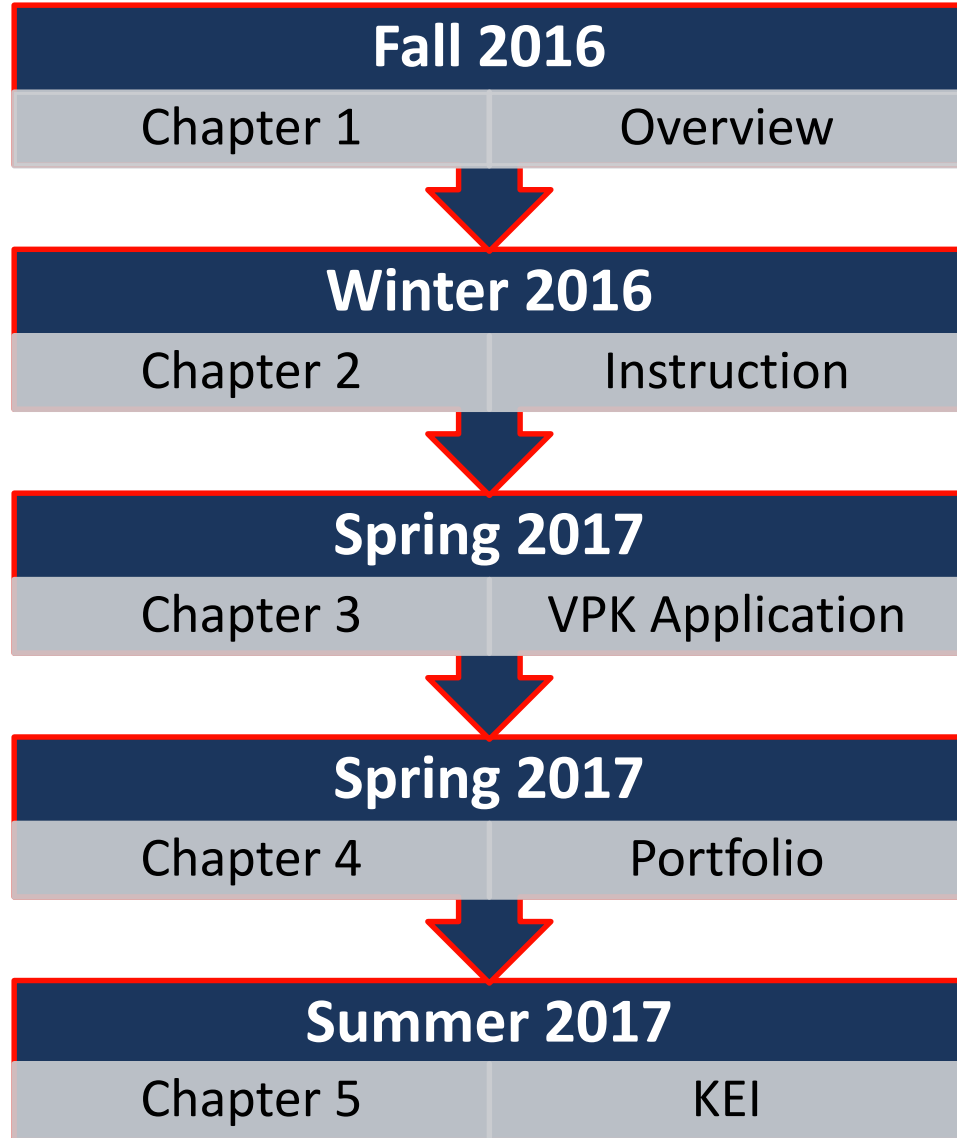 Fall 2016
Chapter 1 Overview
Winter 2016
Chapter 2 Instruction
Spring 2017
Chapter 3 VPK Application
Spring 2017
Chapter 4 Portfolio
Summer 2017
Chapter 5 KEI